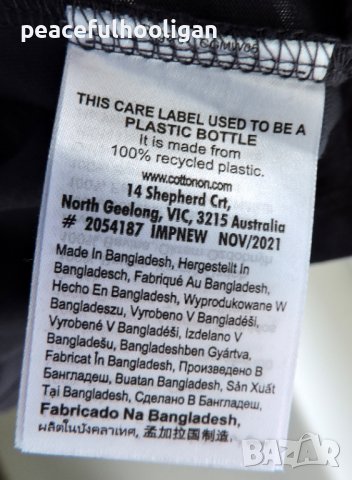 peacefulhooligan
THIS CARE LABEL USED TO BE A
PLASTIC BOTTLE
It is made from
100% recycled plastic.
www.cottonon.com
14 Shepherd Crt,
North Geelong, VIC, 3215 Australia
# 2054187 IMPNEW NOV/2021
Made In Bangladesh, Hergestellt In
Bangladesch, Fabriqué Au Bangladesh,
Hecho En Bangladesh, Wyprodukowane W
Bangladeszu, Vyrobeno V Bangladéši,
Vyrobené V Bangladéši, Izdelano V
Bangladešu, Bangladeshben Gyártva,
Fabricat În Bangladesh, Произведено В
Бангладеш, Buatan Bangladesh, Sản Xuất
Tại Bangladesh, Сделано В Бангладеш,
Fabricado Na Bangladesh,
ผลิตในบังคลาเทศ, 孟加拉国制造,
BAZAR